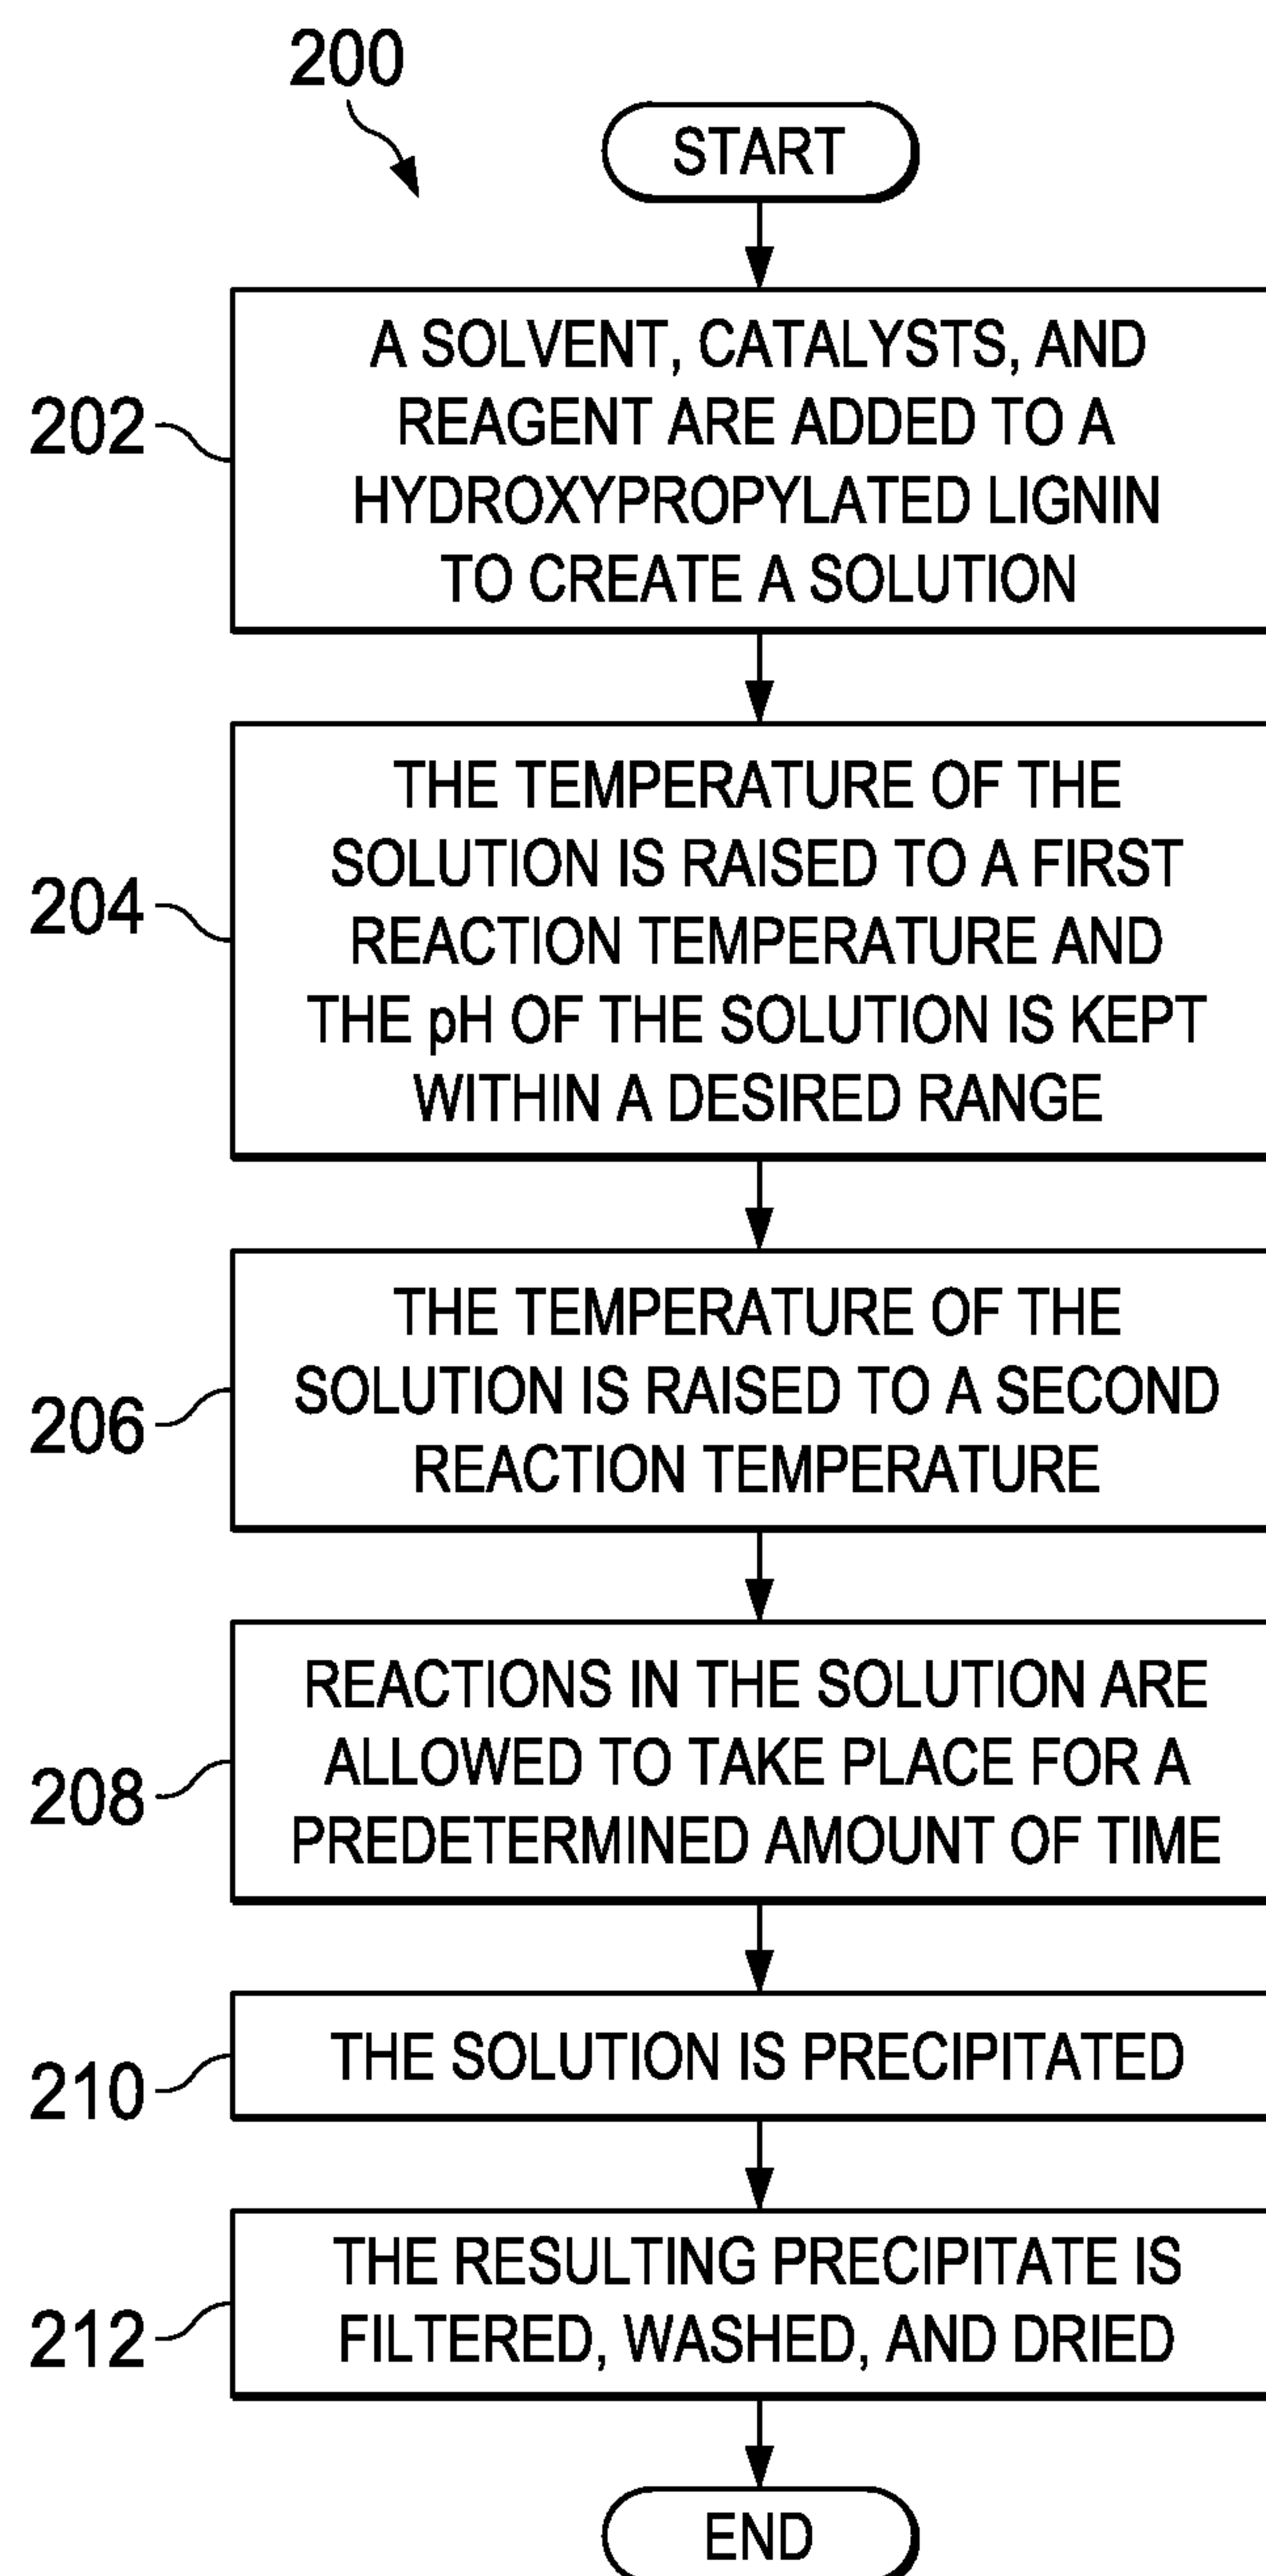 200
START
202
A SOLVENT, CATALYSTS, AND
REAGENT ARE ADDED TO A
HYDROXYPROPYLATED LIGNIN
TO CREATE A SOLUTION
204
THE TEMPERATURE OF THE
SOLUTION IS RAISED TO A FIRST
REACTION TEMPERATURE AND
THE pH OF THE SOLUTION IS KEPT
WITHIN A DESIRED RANGE
206
THE TEMPERATURE OF THE
SOLUTION IS RAISED TO A SECOND
REACTION TEMPERATURE
208
REACTIONS IN THE SOLUTION ARE
ALLOWED TO TAKE PLACE FOR A
PREDETERMINED AMOUNT OF TIME
210
THE SOLUTION IS PRECIPITATED
212
THE RESULTING PRECIPITATE IS
FILTERED, WASHED, AND DRIED
END